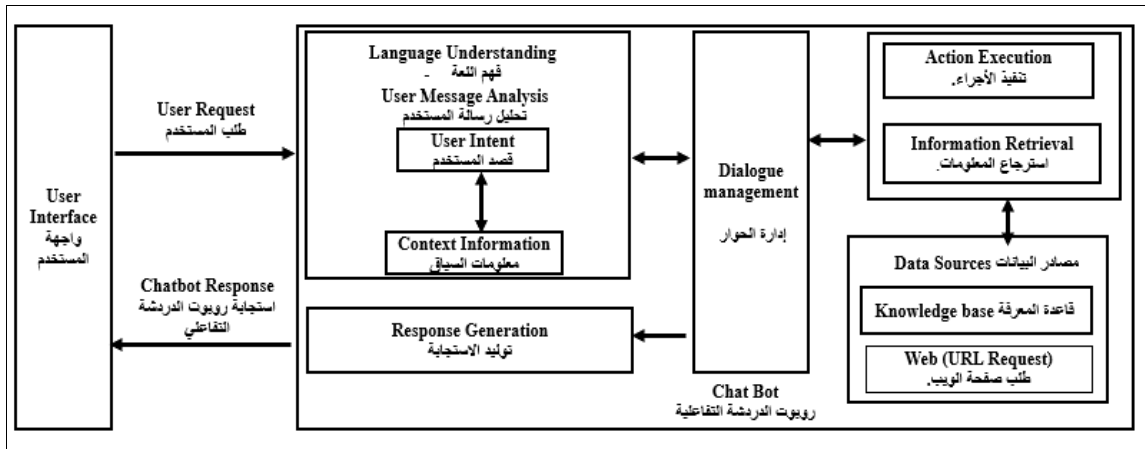 User
Interface
واجهة
المستخدم
User Request
طلب المستخدم
Chatbot Response
استجابة روبوت الدردشة
التفاعلي
Language Understanding
فهم اللعة -
User Message Analysis
تحليل رسالة المستخدم
User Intent
قصد المستخدم
Context Information
معلومات السياق
Response Generation
توليد الاستجابة
Dialogue
management
إدارة الحوار
Chat Bot
روبوت الدردشة التفاعلية
Action Execution
تنفيذ الأجراء.
Information Retrieval
استرجاع المعلومات.
Data Sources مصادر البيانات
Knowledge base قاعدة المعرفة
Web (URL Request)
طلب صفحة الويب.